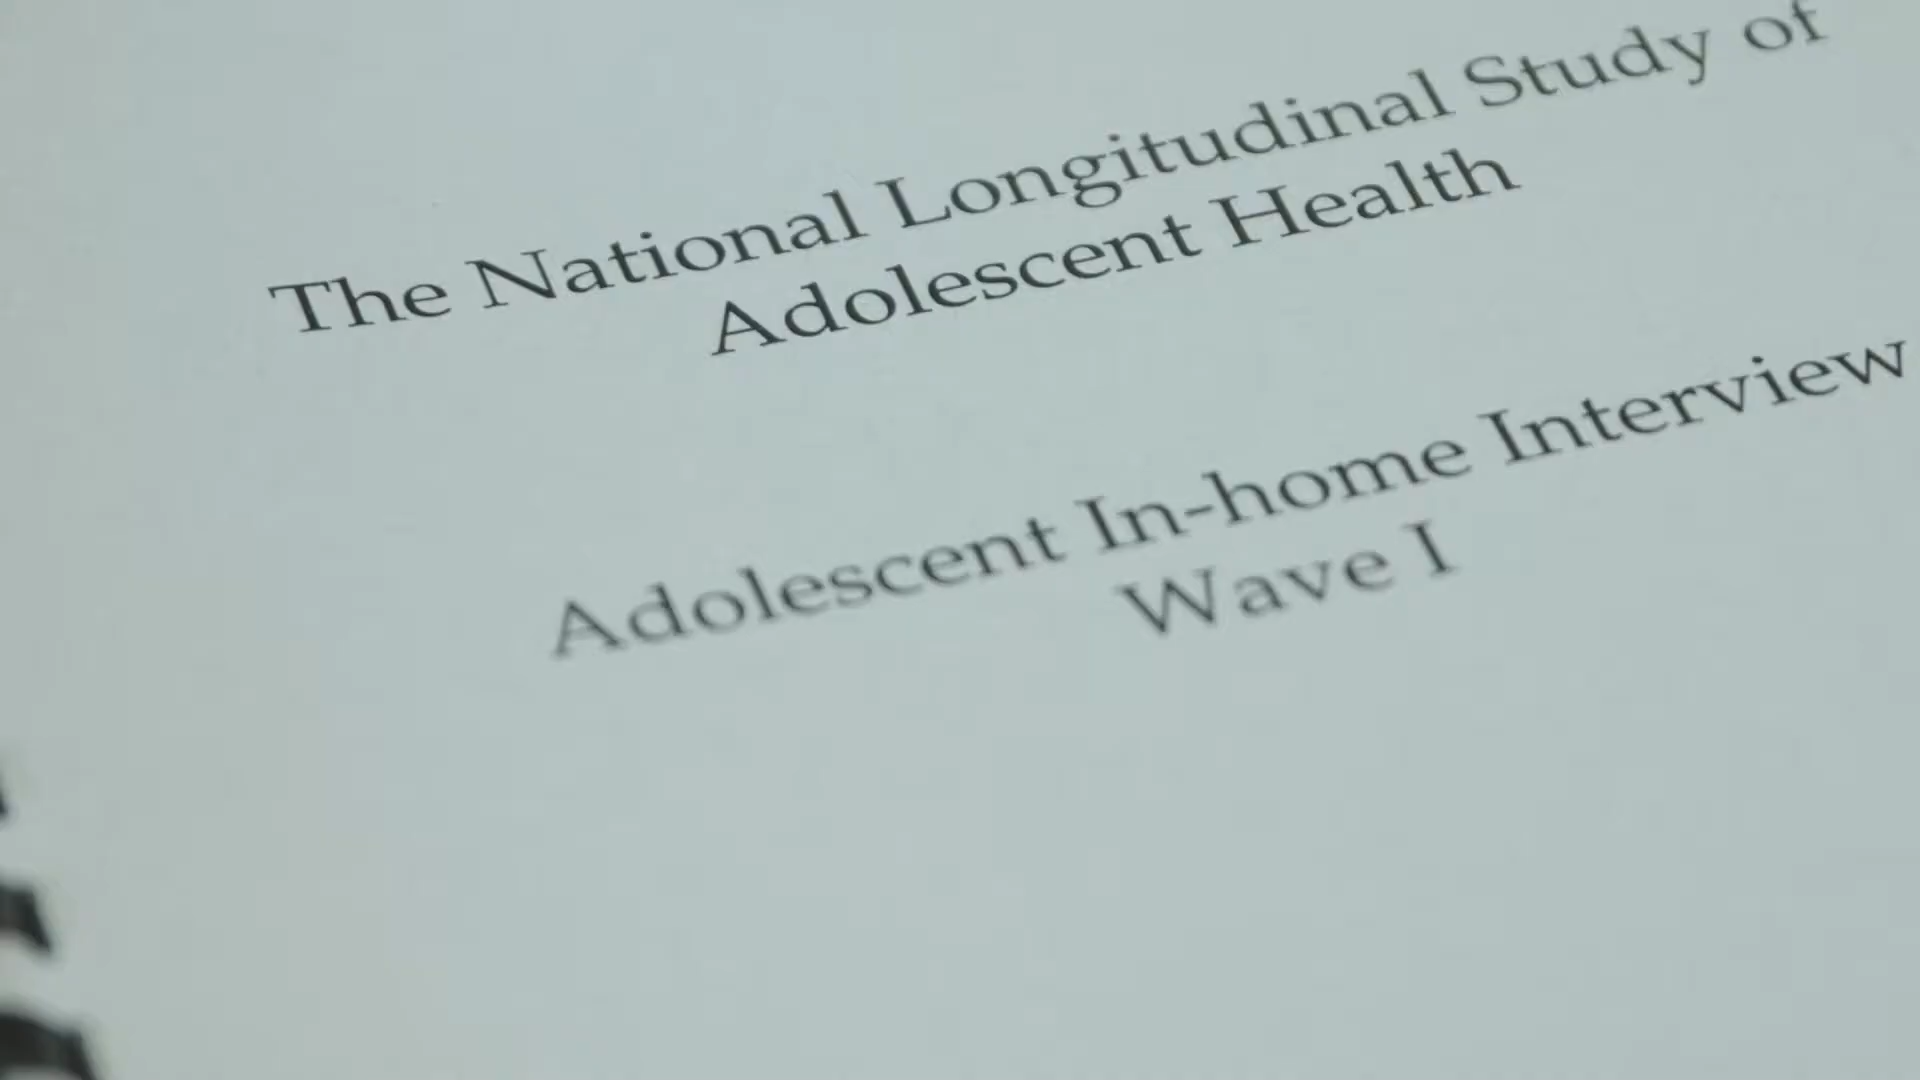 The National Longitudinal Study of
Adolescent Health
Adolescent In-home Interview
Wave I